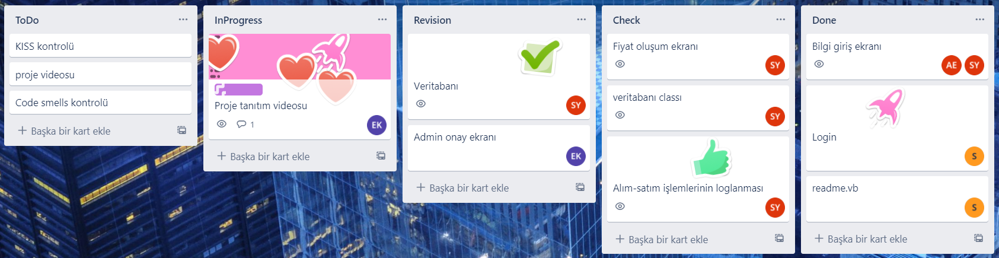 ToDo
KISS kontrolü
proje videosu
Code smells kontrolü
Başka bir kart ekle
InProgress
Proje tanıtım videosu
1
EK
Başka bir kart ekle
Revision
Veritabanı
SY
Admin onay ekranı
EK
Başka bir kart ekle
Check
Fiyat oluşum ekranı
SY
veritabanı classı
SY
Alım-satım işlemlerinin loglanması
SY
Başka bir kart ekle
Done
Bilgi giriş ekranı
AE SY
Login
S
readme.vb
S
Başka bir kart ekle